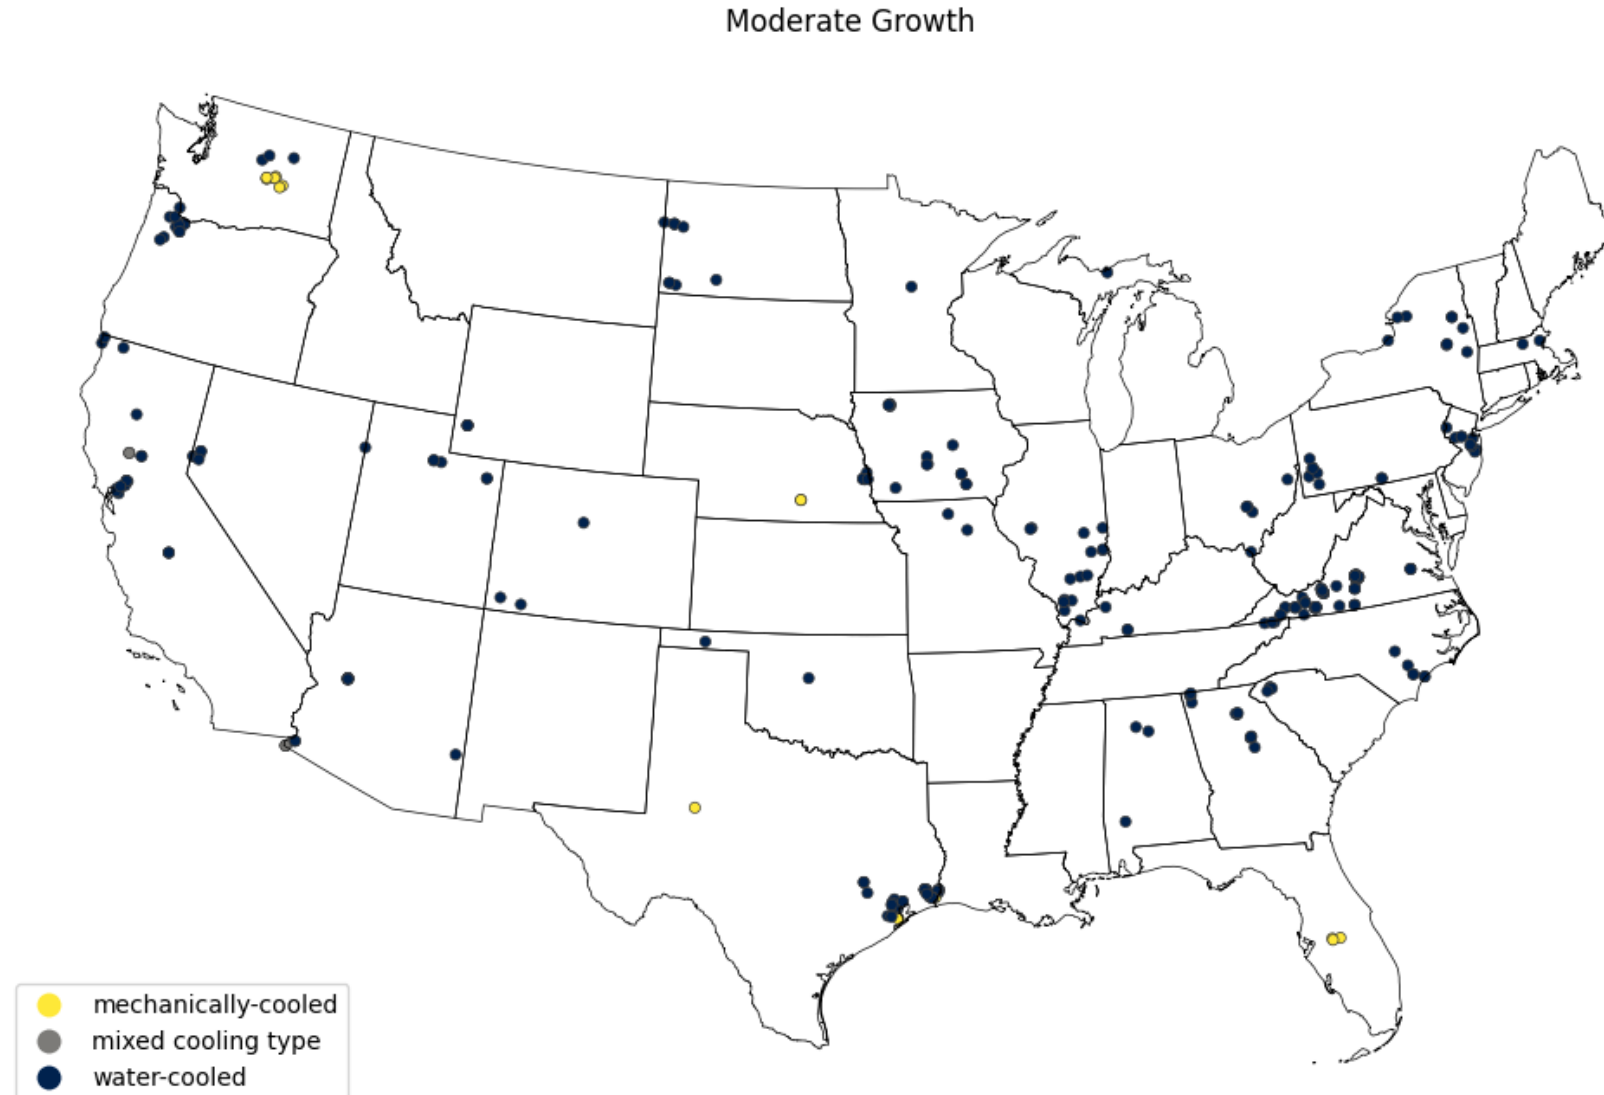 Moderate Growth
mechanically-cooled
mixed cooling type
water-cooled